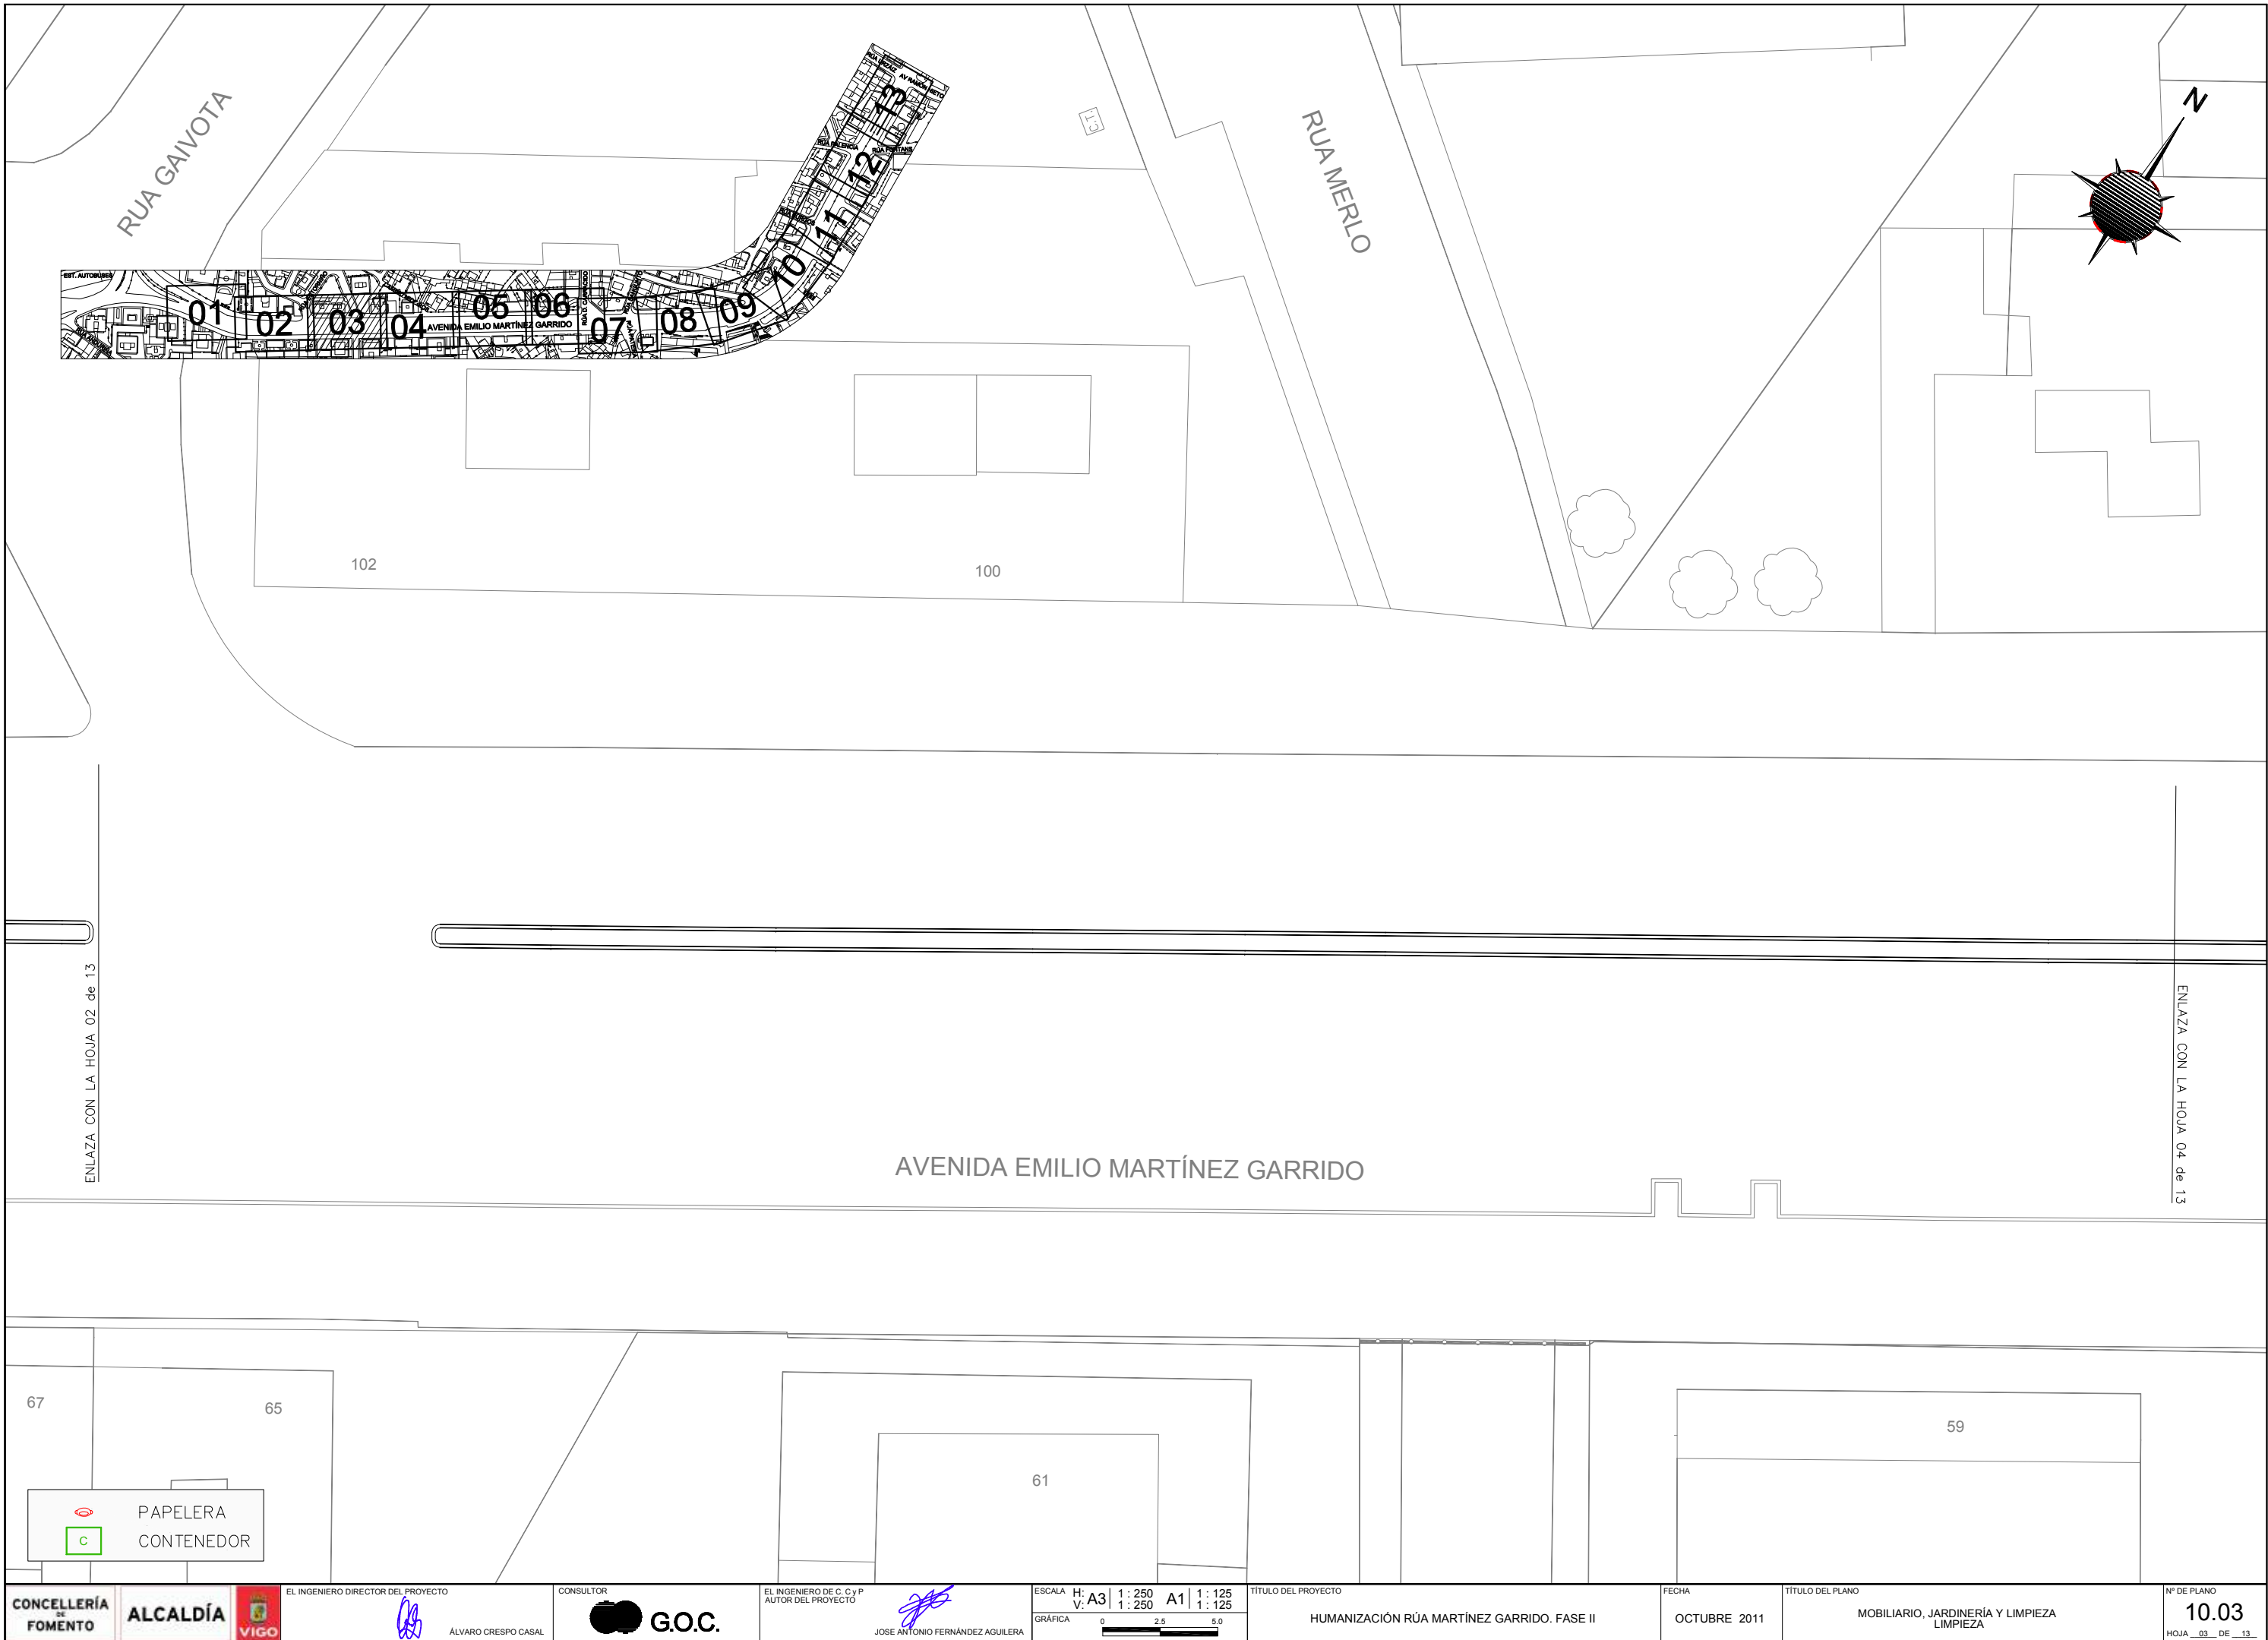 RUA GAIVOTA
RUA MERLO
N
C.T.
EST. AUTOBUSES
AV RAMÓN NIETO
RÚA PALENCIA
01
02
03
04
05
06
07
08
09
10
11
12
13
AVENIDA EMILIO MARTÍNEZ GARRIDO
102
100
ENLAZA CON LA HOJA 02 de 13
ENLAZA CON LA HOJA 04 de 13
AVENIDA EMILIO MARTÍNEZ GARRIDO
67
65
61
59
PAPELERA
C
CONTENEDOR
CONCELLERÍA
DE
FOMENTO
ALCALDÍA
VIGO
EL INGENIERO DIRECTOR DEL PROYECTO
ÁLVARO CRESPO CASAL
CONSULTOR
G.O.C.
EL INGENIERO DE C. C y P
AUTOR DEL PROYECTO
JOSE ANTONIO FERNÁNDEZ AGUILERA
ESCALA H: A3 1 : 250 A1 1 : 125
V: 1 : 250 1 : 125
GRÁFICA 0 2.5 5.0
TÍTULO DEL PROYECTO
HUMANIZACIÓN RÚA MARTÍNEZ GARRIDO. FASE II
FECHA
OCTUBRE 2011
TÍTULO DEL PLANO
MOBILIARIO, JARDINERÍA Y LIMPIEZA
LIMPIEZA
Nº DE PLANO
10.03
HOJA 03 DE 13